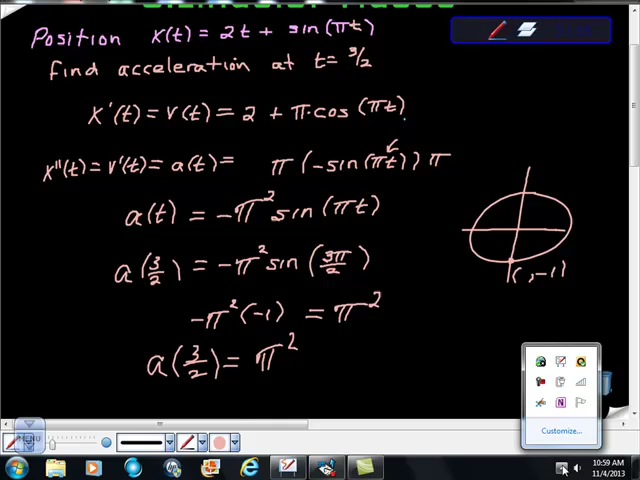 Position x(t) = 2t + sin(πt)
find acceleration at t = 3/2
x'(t) = v(t) = 2 + π·cos(πt)
x"(t) = v'(t) = a(t) = π(-sin(πt))π
a(t) = -π² sin(πt)
a(3/2) = -π² sin(3π/2)
-π²(-1) = π²
a(3/2) = π²
( , -1)
Customize...
MENU
10:59 AM
11/4/2013